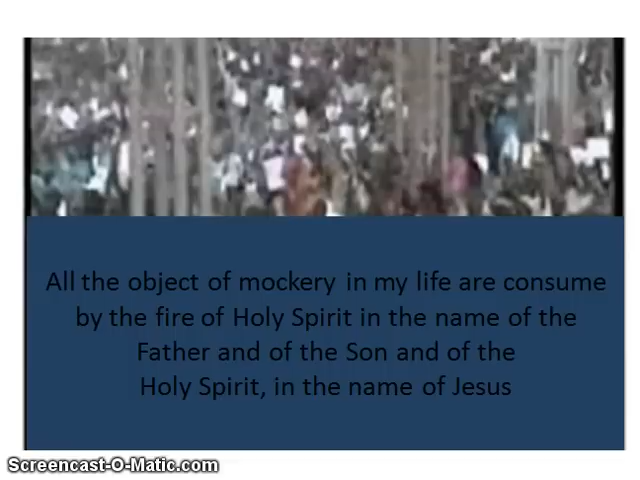 All the object of mockery in my life are consume
by the fire of Holy Spirit in the name of the
Father and of the Son and of the
Holy Spirit, in the name of Jesus
Screencast-O-Matic.com